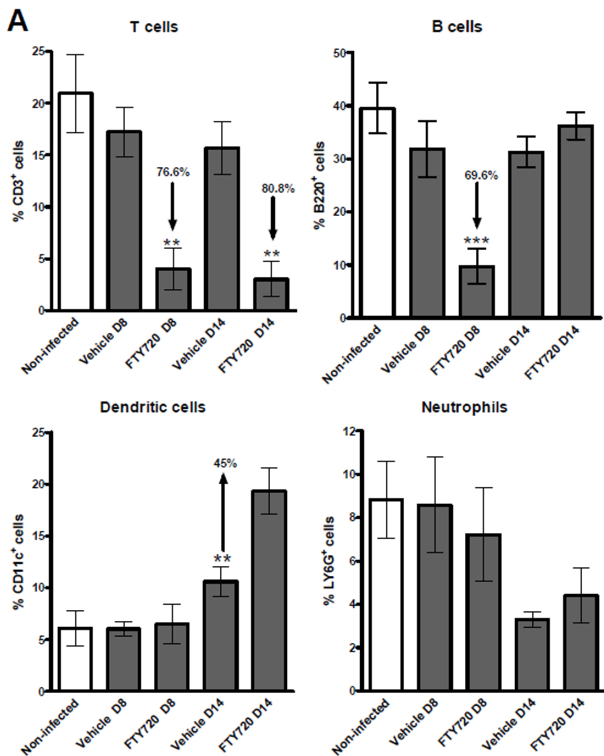 A
T cells
B cells
% CD3+ cells
25
20
15
10
5
0
76.6%
**
80.8%
**
Non-infected
Vehicle D8
FTY720 D8
Vehicle D14
FTY720 D14
% B220+ cells
50
40
30
20
10
0
69.6%
***
Non-infected
Vehicle D8
FTY720 D8
Vehicle D14
FTY720 D14
Dendritic cells
Neutrophils
% CD11c+ cells
25
20
15
10
5
0
45%
**
Non-infected
Vehicle D8
FTY720 D8
Vehicle D14
FTY720 D14
% LY6G+ cells
12
10
8
6
4
2
0
Non-infected
Vehicle D8
FTY720 D8
Vehicle D14
FTY720 D14